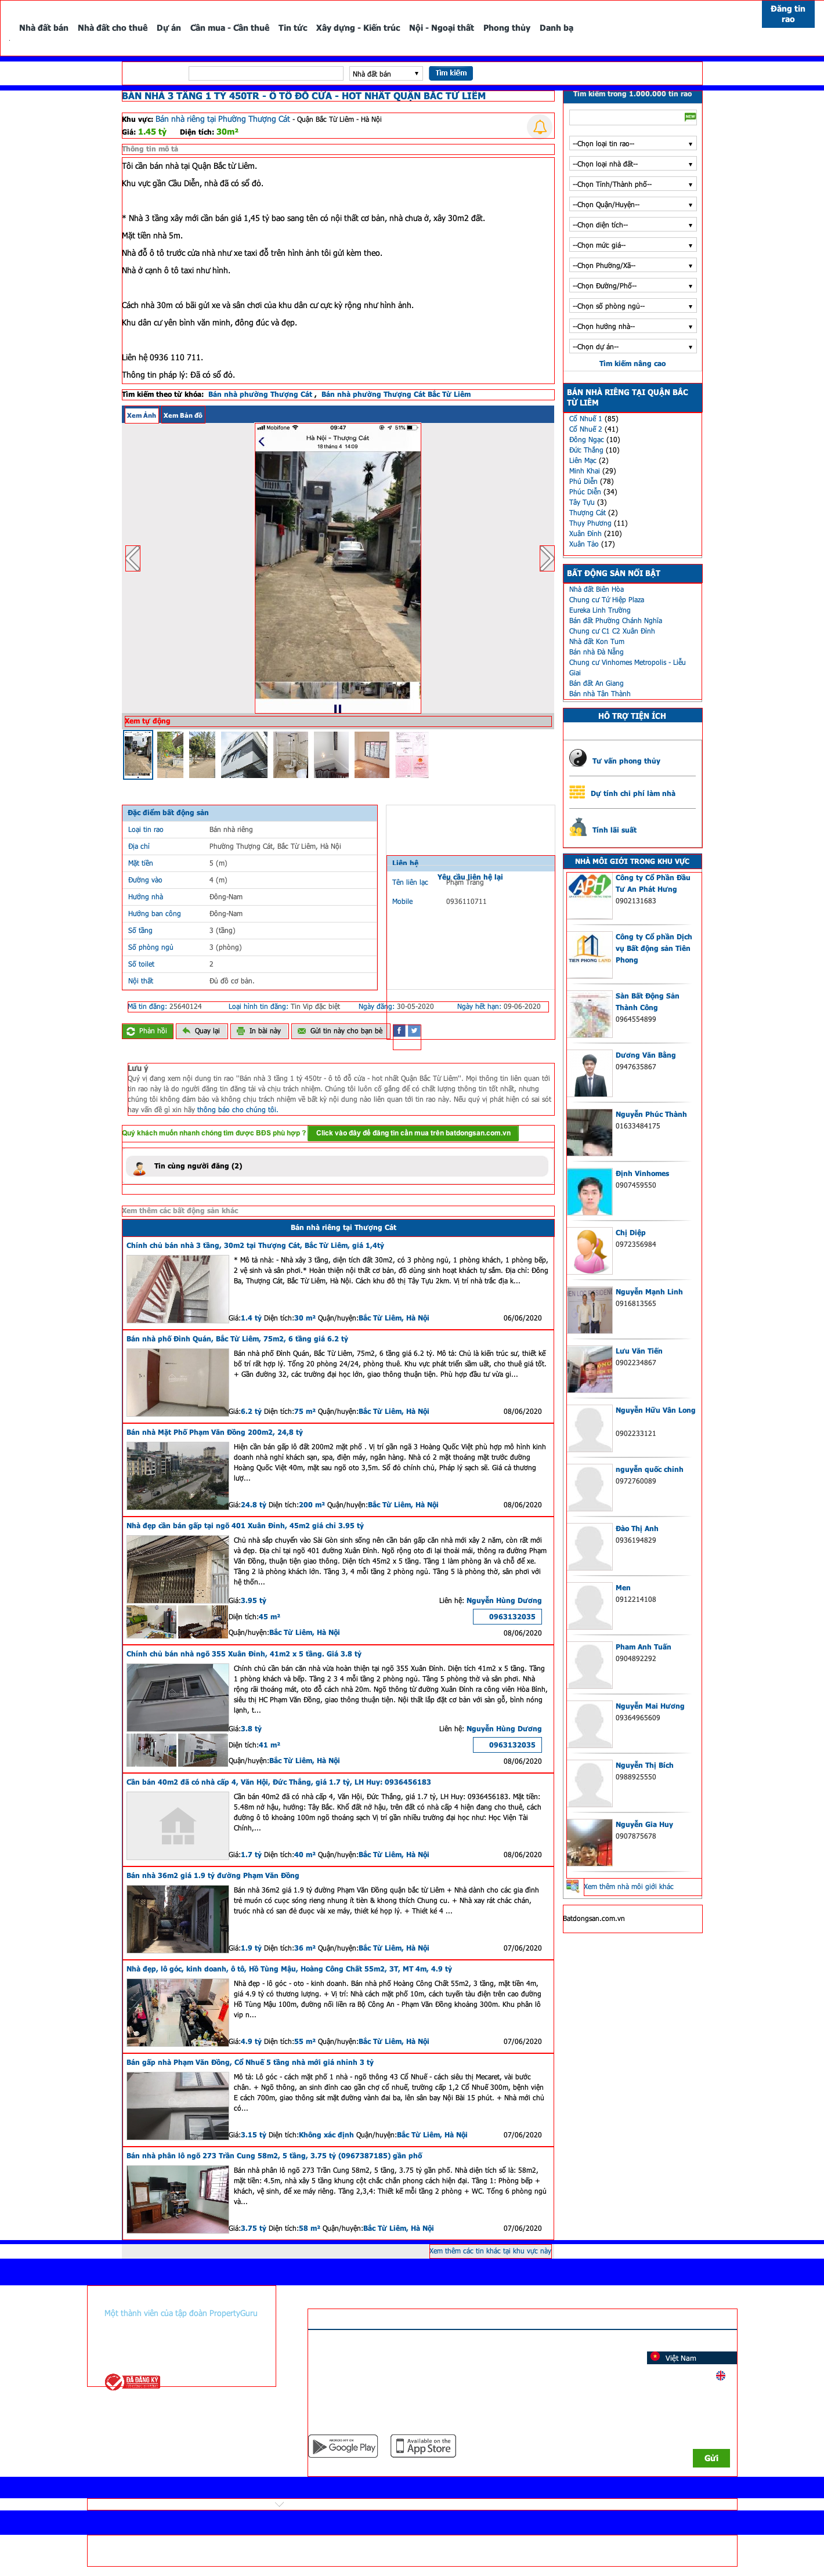 Đăng tin rao
Nhà đất bán Nhà đất cho thuê Dự án Cần mua - Cần thuê Tin tức Xây dựng - Kiến trúc Nội - Ngoại thất Phong thủy Danh bạ
Nhà đất bán
Tìm kiếm
BÁN NHÀ 3 TẦNG 1 TỶ 450TR - Ô TÔ ĐỖ CỬA - HOT NHẤT QUẬN BẮC TỪ LIÊM
Khu vực: Bán nhà riêng tại Phường Thượng Cát - Quận Bắc Từ Liêm - Hà Nội
Giá: 1.45 tỷ Diện tích: 30m²
Thông tin mô tả
Tôi cần bán nhà tại Quận Bắc từ Liêm.
Khu vực gần Cầu Diễn, nhà đã có sổ đỏ.
* Nhà 3 tầng xây mới cần bán giá 1,45 tỷ bao sang tên có nội thất cơ bản, nhà chưa ở, xây 30m2 đất.
Mặt tiền nhà 5m.
Nhà đỗ ô tô trước cửa nhà như xe taxi đỗ trên hình ảnh tôi gửi kèm theo.
Nhà ở cạnh ô tô taxi như hình.
Cách nhà 30m có bãi gửi xe và sân chơi của khu dân cư cực kỳ rộng như hình ảnh.
Khu dân cư yên bình văn minh, đông đúc và đẹp.
Liên hệ 0936 110 711.
Thông tin pháp lý: Đã có sổ đỏ.
Tìm kiếm theo từ khóa: Bán nhà phường Thượng Cát , Bán nhà phường Thượng Cát Bắc Từ Liêm
Xem Ảnh Xem Bản đồ
Mobifone 09:47 51%
Hà Nội - Thượng Cát
18 tháng 4 14:09
Xem tự động
Đặc điểm bất động sản
Loại tin rao Bán nhà riêng
Địa chỉ Phường Thượng Cát, Bắc Từ Liêm, Hà Nội
Mặt tiền 5 (m)
Đường vào 4 (m)
Hướng nhà Đông-Nam
Hướng ban công Đông-Nam
Số tầng 3 (tầng)
Số phòng ngủ 3 (phòng)
Số toilet 2
Nội thất Đủ đồ cơ bản.
Liên hệ
Yêu cầu liên hệ lại
Tên liên lạc Phạm Trang
Mobile 0936110711
Mã tin đăng: 25640124 Loại hình tin đăng: Tin Vip đặc biệt Ngày đăng: 30-05-2020 Ngày hết hạn: 09-06-2020
Phản hồi Quay lại In bài này Gửi tin này cho bạn bè
Lưu ý
Quý vị đang xem nội dung tin rao "Bán nhà 3 tầng 1 tỷ 450tr - ô tô đỗ cửa - hot nhất Quận Bắc Từ Liêm". Mọi thông tin liên quan tới
tin rao này là do người đăng tin đăng tải và chịu trách nhiệm. Chúng tôi luôn cố gắng để có chất lượng thông tin tốt nhất, nhưng
chúng tôi không đảm bảo và không chịu trách nhiệm về bất kỳ nội dung nào liên quan tới tin rao này. Nếu quý vị phát hiện có sai sót
hay vấn đề gì xin hãy thông báo cho chúng tôi.
Quý khách muốn nhanh chóng tìm được BĐS phù hợp ? Click vào đây để đăng tin cần mua trên batdongsan.com.vn
Tin cùng người đăng (2)
Xem thêm các bất động sản khác
Bán nhà riêng tại Thượng Cát
Chính chủ bán nhà 3 tầng, 30m2 tại Thượng Cát, Bắc Từ Liêm, giá 1,4tỷ
* Mô tả nhà: - Nhà xây 3 tầng, diện tích đất 30m2, có 3 phòng ngủ, 1 phòng khách, 1 phòng bếp,
2 vệ sinh và sân phơi.* Hoàn thiện nội thất cơ bản, đồ dùng sinh hoạt khách tự sắm. Địa chỉ: Đông
Ba, Thượng Cát, Bắc Từ Liêm, Hà Nội. Cách khu đô thị Tây Tựu 2km. Vị trí nhà trắc địa k...
Giá:1.4 tỷ Diện tích:30 m² Quận/huyện:Bắc Từ Liêm, Hà Nội 06/06/2020
Bán nhà phố Đình Quán, Bắc Từ Liêm, 75m2, 6 tầng giá 6.2 tỷ
Bán nhà phố Đình Quán, Bắc Từ Liêm, 75m2, 6 tầng giá 6.2 tỷ. Mô tả: Chủ là kiến trúc sư, thiết kế
bố trí rất hợp lý. Tổng 20 phòng 24/24, phòng thuê. Khu vực phát triển sầm uất, cho thuê giá tốt.
+ Gần đường 32, các trường đại học lớn, giao thông thuận tiện. Phù hợp đầu tư vừa gi...
Giá:6.2 tỷ Diện tích:75 m² Quận/huyện:Bắc Từ Liêm, Hà Nội 08/06/2020
Bán nhà Mặt Phố Phạm Văn Đồng 200m2, 24,8 tỷ
Hiện cần bán gấp lô đất 200m2 mặt phố . Vị trí gần ngã 3 Hoàng Quốc Việt phù hợp mô hình kinh
doanh nhà nghỉ khách sạn, spa, điện máy, ngân hàng. Nhà có 2 mặt thoáng mặt trước đường
Hoàng Quốc Việt 40m, mặt sau ngõ oto 3,5m. Sổ đỏ chính chủ, Pháp lý sạch sẽ. Giá cả thương
lượ...
Giá:24.8 tỷ Diện tích:200 m² Quận/huyện:Bắc Từ Liêm, Hà Nội 08/06/2020
Nhà đẹp cần bán gấp tại ngõ 401 Xuân Đỉnh, 45m2 giá chỉ 3.95 tỷ
Chủ nhà sắp chuyển vào Sài Gòn sinh sống nên cần bán gấp căn nhà mới xây 2 năm, còn rất mới
và đẹp. Địa chỉ tại ngõ 401 đường Xuân Đỉnh. Ngõ rộng oto đi lại thoải mái, thông ra đường Phạm
Văn Đồng, thuận tiện giao thông. Diện tích 45m2 x 5 tầng. Tầng 1 làm phòng ăn và chỗ để xe.
Tầng 2 là phòng khách lớn. Tầng 3, 4 mỗi tầng 2 phòng ngủ. Tầng 5 là phòng thờ, sân phơi với
hệ thốn...
Giá:3.95 tỷ Liên hệ: Nguyễn Hùng Dương
Diện tích:45 m² 0963132035
Quận/huyện:Bắc Từ Liêm, Hà Nội 08/06/2020
Chính chủ bán nhà ngõ 355 Xuân Đỉnh, 41m2 x 5 tầng. Giá 3.8 tỷ
Chính chủ cần bán căn nhà vừa hoàn thiện tại ngõ 355 Xuân Đỉnh. Diện tích 41m2 x 5 tầng. Tầng
1 phòng khách và bếp. Tầng 2 3 4 mỗi tầng 2 phòng ngủ. Tầng 5 phòng thờ và sân phơi. Nhà
rộng rãi thoáng mát, oto đỗ cách nhà 20m. Ngõ thông từ đường Xuân Đỉnh ra công viên Hòa Bình,
siêu thị HC Phạm Văn Đồng, giao thông thuận tiện. Nội thất lắp đặt cơ bản với sàn gỗ, bình nóng
lạnh, t...
Giá:3.8 tỷ Liên hệ: Nguyễn Hùng Dương
Diện tích:41 m² 0963132035
Quận/huyện:Bắc Từ Liêm, Hà Nội 08/06/2020
Cần bán 40m2 đã có nhà cấp 4, Văn Hội, Đức Thắng, giá 1.7 tỷ, LH Huy: 0936456183
Cần bán 40m2 đã có nhà cấp 4, Văn Hội, Đức Thắng, giá 1.7 tỷ, LH Huy: 0936456183. Mặt tiền:
5.48m nở hậu, hướng: Tây Bắc. Khổ đất nở hậu, trên đất có nhà cấp 4 hiện đang cho thuê, cách
đường ô tô khoảng 100m ngõ thoáng sạch Vị trí gần nhiều trường đại học như: Học Viện Tài
Chính,...
Giá:1.7 tỷ Diện tích:40 m² Quận/huyện:Bắc Từ Liêm, Hà Nội 08/06/2020
Bán nhà 36m2 giá 1.9 tỷ đường Phạm Văn Đồng
Bán nhà 36m2 giá 1.9 tỷ đường Phạm Văn Đồng quận bắc từ Liêm + Nhà dành cho các gia đình
trẻ muốn có cuộc sống riêng nhưng ít tiền & không thích Chung cu. + Nhà xay rất chắc chán,
truớc nhà có san đẻ đuọc vài xe máy, thiét ké họp lý. + Thiét ké 4 ...
Giá:1.9 tỷ Diện tích:36 m² Quận/huyện:Bắc Từ Liêm, Hà Nội 07/06/2020
Nhà đẹp, lô góc, kinh doanh, ô tô, Hồ Tùng Mậu, Hoàng Công Chất 55m2, 3T, MT 4m, 4.9 tỷ
Nhà đẹp - lô góc - oto - kinh doanh. Bán nhà phố Hoàng Công Chất 55m2, 3 tầng, mặt tiền 4m,
giá 4.9 tỷ có thương lượng. + Vị trí: Nhà cách mặt phố 10m, cách tuyến tàu điện trên cao đường
Hồ Tùng Mậu 100m, đường nối liền ra Bộ Công An - Phạm Văn Đồng khoảng 300m. Khu phân lô
vip n...
Giá:4.9 tỷ Diện tích:55 m² Quận/huyện:Bắc Từ Liêm, Hà Nội 07/06/2020
Bán gấp nhà Phạm Văn Đồng, Cổ Nhuế 5 tầng nhà mới giá nhỉnh 3 tỷ
Mô tả: Lô góc - cách mặt phố 1 nhà - ngõ thông 43 Cổ Nhuế - cách siêu thị Mecaret, vài bước
chân. + Ngõ thông, an sinh đỉnh cao gần chợ cổ nhuế, trường cấp 1,2 Cổ Nhuế 300m, bệnh viện
E cách 700m, giao thông sát mặt đường vành đai ba, lên sân bay Nội Bài 15 phút. + Nhà mới chủ
có...
Giá:3.15 tỷ Diện tích:Không xác định Quận/huyện:Bắc Từ Liêm, Hà Nội 07/06/2020
Bán nhà phân lô ngõ 273 Trần Cung 58m2, 5 tầng, 3.75 tỷ (0967387185) gần phố
Bán nhà phân lô ngõ 273 Trần Cung 58m2, 5 tầng, 3.75 tỷ gần phố. Nhà diện tích sổ là: 58m2,
mặt tiền: 4.5m, nhà xây 5 tầng khung cột chắc chắn phong cách hiện đại. Tầng 1: Phòng bếp +
khách, vệ sinh, để xe máy riêng. Tầng 2,3,4: Thiết kế mỗi tầng 2 phòng + WC. Tổng 6 phòng ngủ
và...
Giá:3.75 tỷ Diện tích:58 m² Quận/huyện:Bắc Từ Liêm, Hà Nội 07/06/2020
Xem thêm các tin khác tại khu vực này
Tìm kiếm trong 1.000.000 tin rao
NEW
--Chọn loại tin rao--
--Chọn loại nhà đất--
--Chọn Tỉnh/Thành phố--
--Chọn Quận/Huyện--
--Chọn diện tích--
--Chọn mức giá--
--Chọn Phường/Xã--
--Chọn Đường/Phố--
--Chọn số phòng ngủ--
--Chọn hướng nhà--
--Chọn dự án--
Tìm kiếm nâng cao
BÁN NHÀ RIÊNG TẠI QUẬN BẮC
TỪ LIÊM
Cổ Nhuế 1 (85)
Cổ Nhuế 2 (41)
Đông Ngạc (10)
Đức Thắng (10)
Liên Mạc (2)
Minh Khai (29)
Phú Diễn (78)
Phúc Diễn (34)
Tây Tựu (3)
Thượng Cát (2)
Thụy Phương (11)
Xuân Đỉnh (210)
Xuân Tảo (17)
BẤT ĐỘNG SẢN NỔI BẬT
Nhà đất Biên Hòa
Chung cư Tứ Hiệp Plaza
Eureka Linh Trường
Bán đất Phường Chánh Nghĩa
Chung cư C1 C2 Xuân Đỉnh
Nhà đất Kon Tum
Bán nhà Đà Nẵng
Chung cư Vinhomes Metropolis - Liễu
Giai
Bán đất An Giang
Bán nhà Tân Thành
HỖ TRỢ TIỆN ÍCH
Tư vấn phong thủy
Dự tính chi phí làm nhà
Tính lãi suất
NHÀ MÔI GIỚI TRONG KHU VỰC
APH
Công ty Cổ Phần Đầu
Tư An Phát Hưng
0902131683
TIEN PHONG LAND
Công ty Cổ phần Dịch
vụ Bất động sản Tiên
Phong
Sàn Bất Động Sản
Thành Công
0964554899
Dương Văn Bằng
0947635867
Nguyễn Phúc Thành
01633484175
Định Vinhomes
0907459550
Chị Diệp
0972356984
Nguyễn Mạnh Linh
0916813565
Lưu Văn Tiến
0902234867
Nguyễn Hữu Văn Long
0902233121
nguyễn quốc chinh
0972760089
Đào Thị Anh
0936194829
Men
0912214108
Pham Anh Tuấn
0904892292
Nguyễn Mai Hương
09364965609
Nguyễn Thị Bích
0988925550
Nguyễn Gia Huy
0907875678
Xem thêm nhà môi giới khác
Batdongsan.com.vn
Một thành viên của tập đoàn PropertyGuru
ĐÃ ĐĂNG KÝ
Việt Nam
Google Play
Available on the
App Store
Gửi